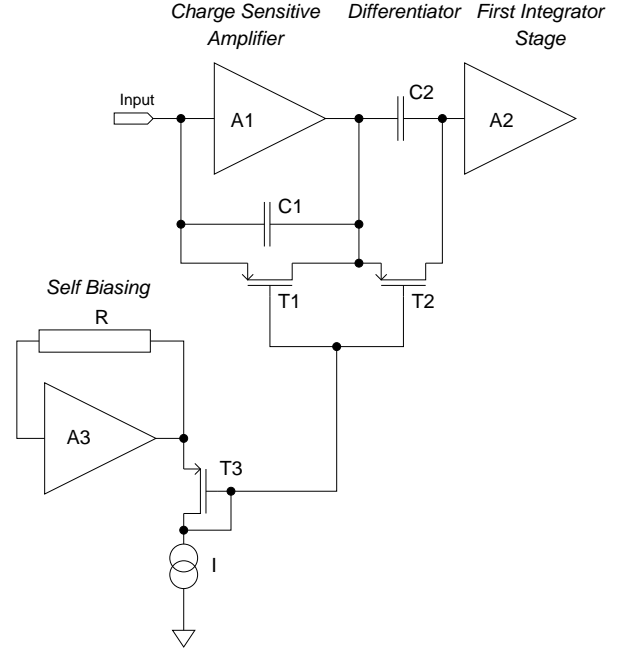 Charge Sensitive
Amplifier
Differentiator
First Integrator
Stage
Input
A1
C2
A2
C1
T1
T2
Self Biasing
R
A3
T3
I